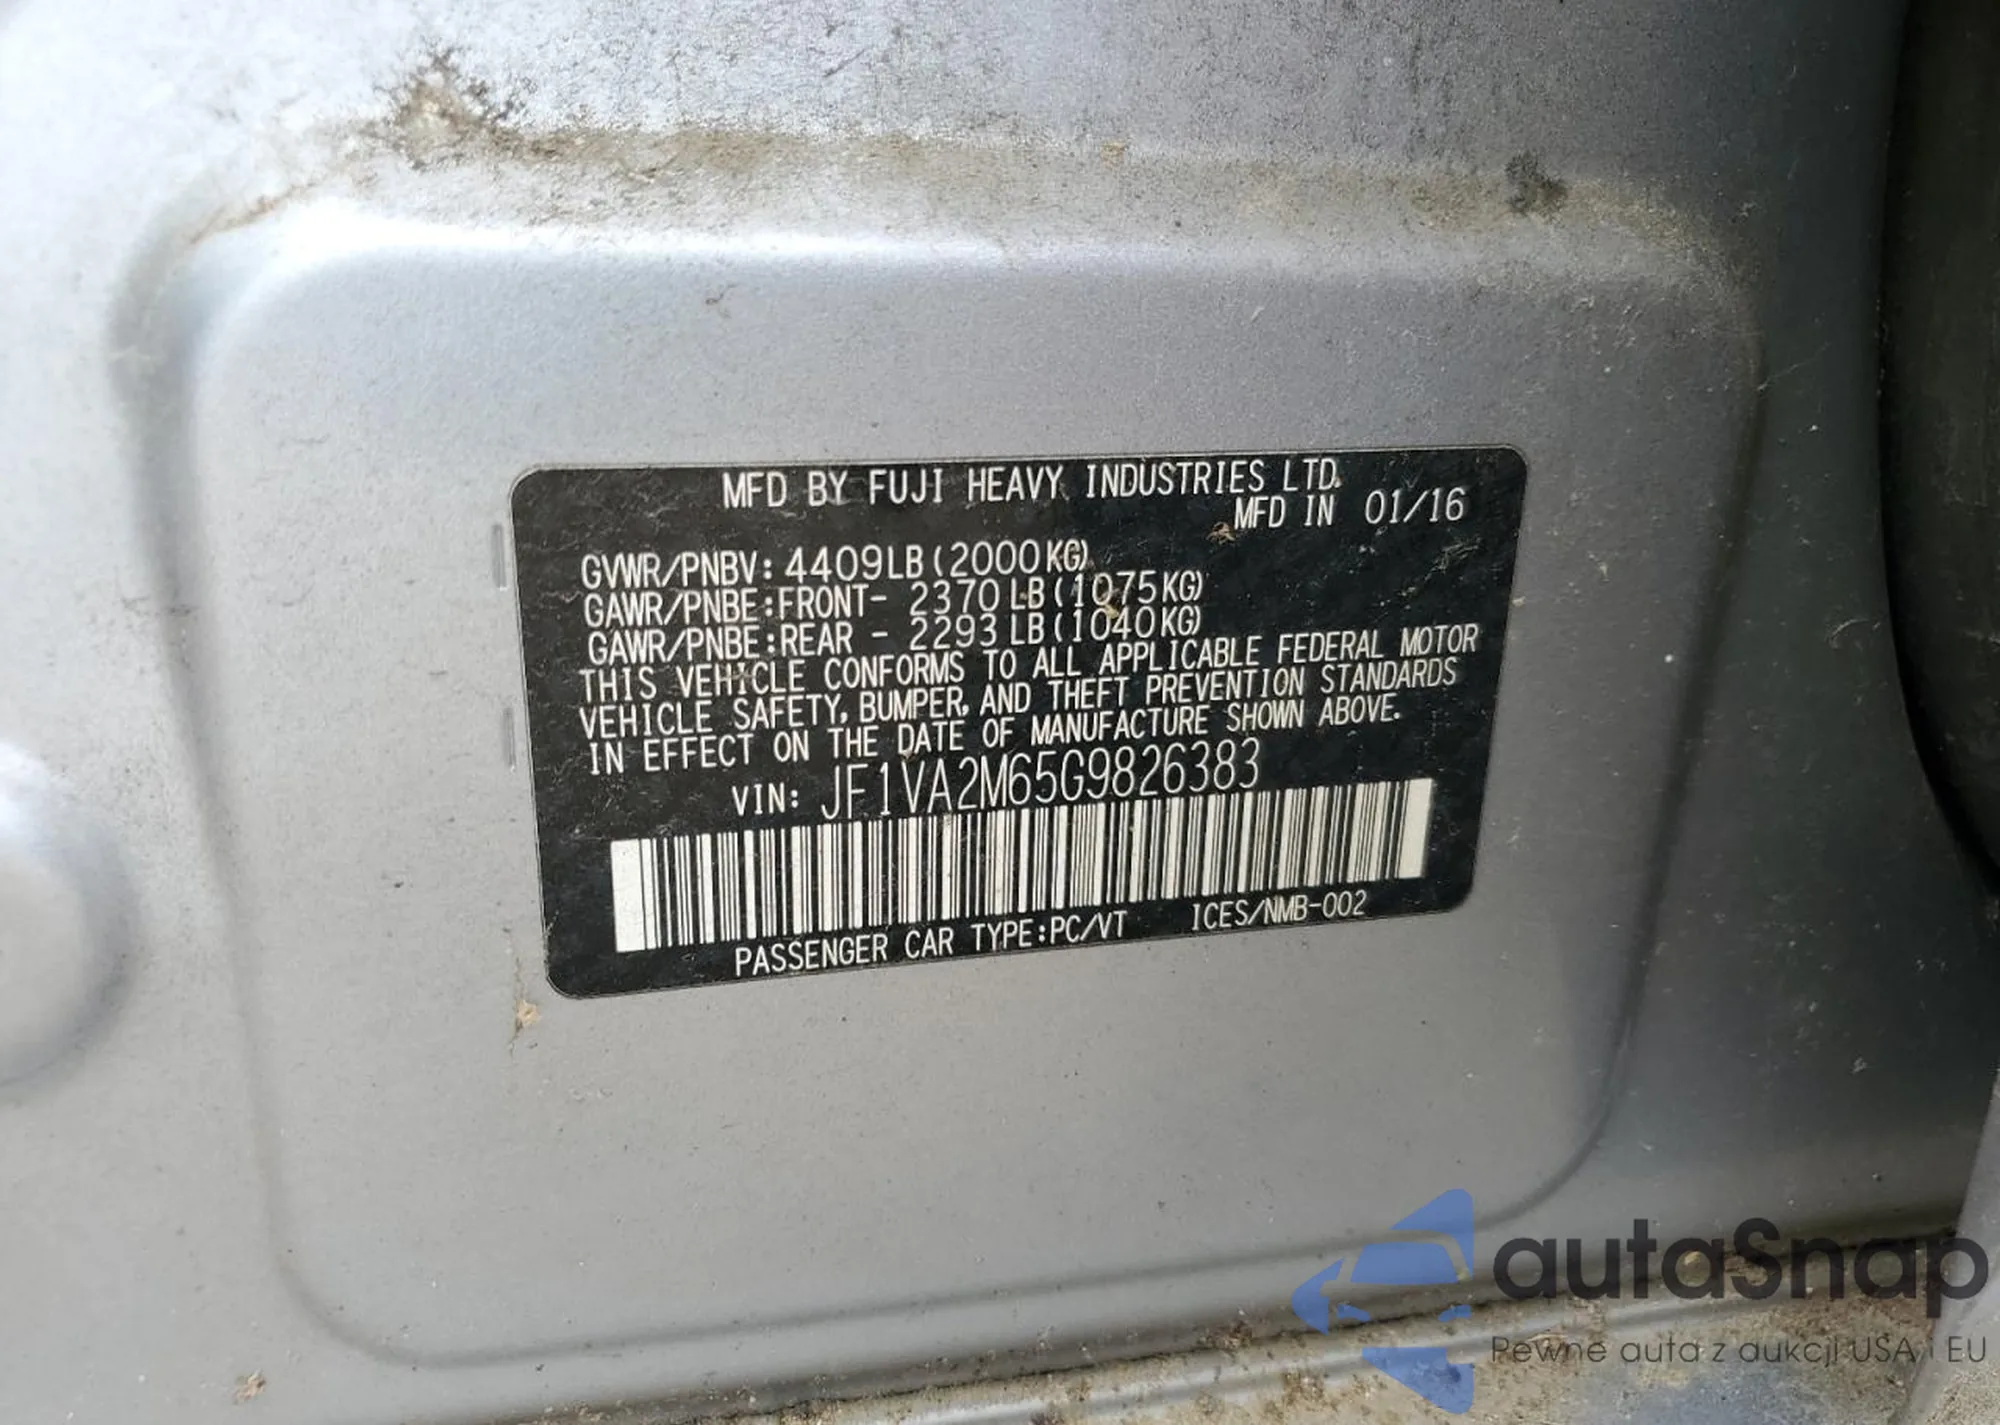 MFD BY FUJI HEAVY INDUSTRIES LTD.
MFD IN 01/16
GVWR/PNBV: 4409LB (2000KG)
GAWR/PNBE:FRONT- 2370 LB (1075KG)
GAWR/PNBE:REAR - 2293 LB (1040KG)
THIS VEHICLE CONFORMS TO ALL APPLICABLE FEDERAL MOTOR
VEHICLE SAFETY, BUMPER, AND THEFT PREVENTION STANDARDS
IN EFFECT ON THE DATE OF MANUFACTURE SHOWN ABOVE.
VIN: JF1VA2M65G9826383
PASSENGER CAR TYPE:PC/VT ICES/NMB-002
autaSnap
Pewne auta z aukcji USA i EU